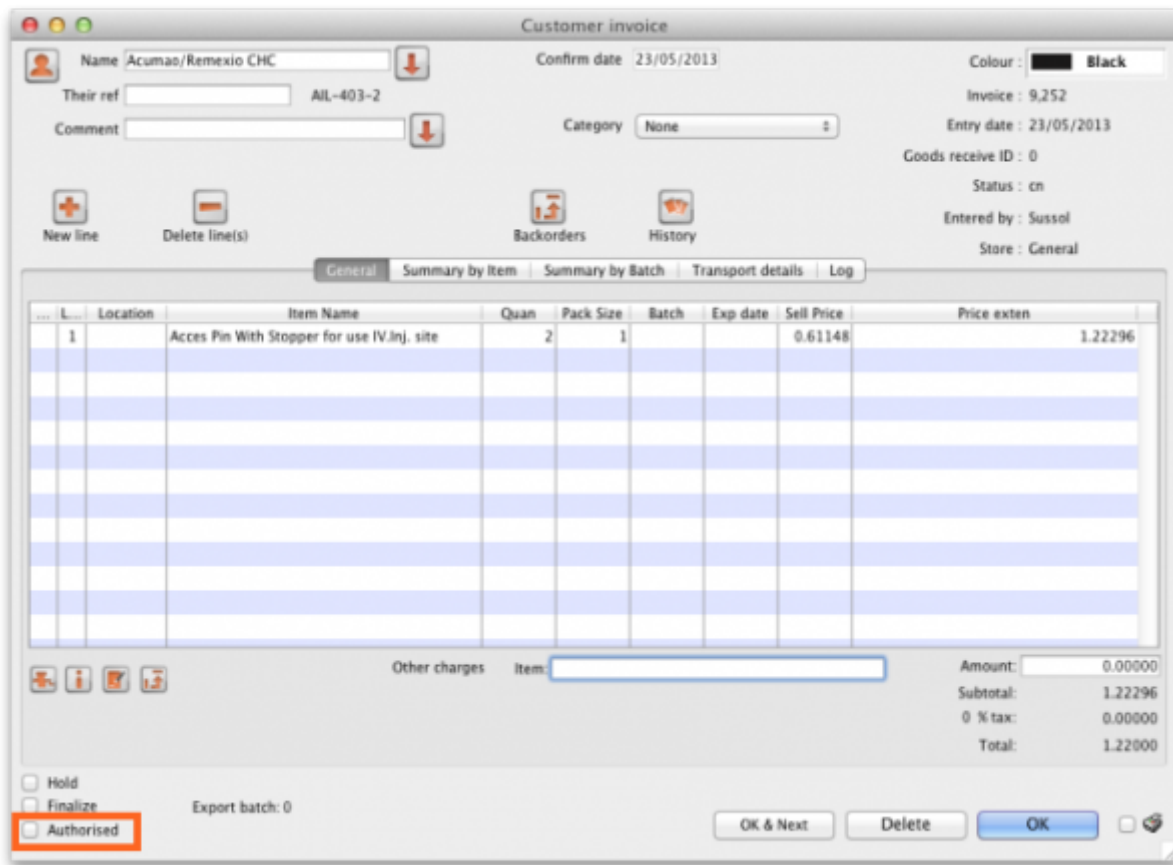 Customer invoice
Name Acumao/Remexio CHC
Confirm date 23/05/2013
Colour : Black
Their ref AIL-403-2
Invoice : 9,252
Comment
Category None
Entry date : 23/05/2013
Goods receive ID : 0
Status : cn
New line Delete line(s) Backorders History
Entered by : Sussol
Store : General
General Summary by Item Summary by Batch Transport details Log
... L... Location Item Name Quan Pack Size Batch Exp date Sell Price Price exten
1 Acces Pin With Stopper for use IV.Inj. site 2 1 0.61148 1.22296
Other charges Item: Amount: 0.00000
Subtotal: 1.22296
0 % tax: 0.00000
Total: 1.22000
Hold
Finalize Export batch: 0
Authorised
OK & Next Delete OK